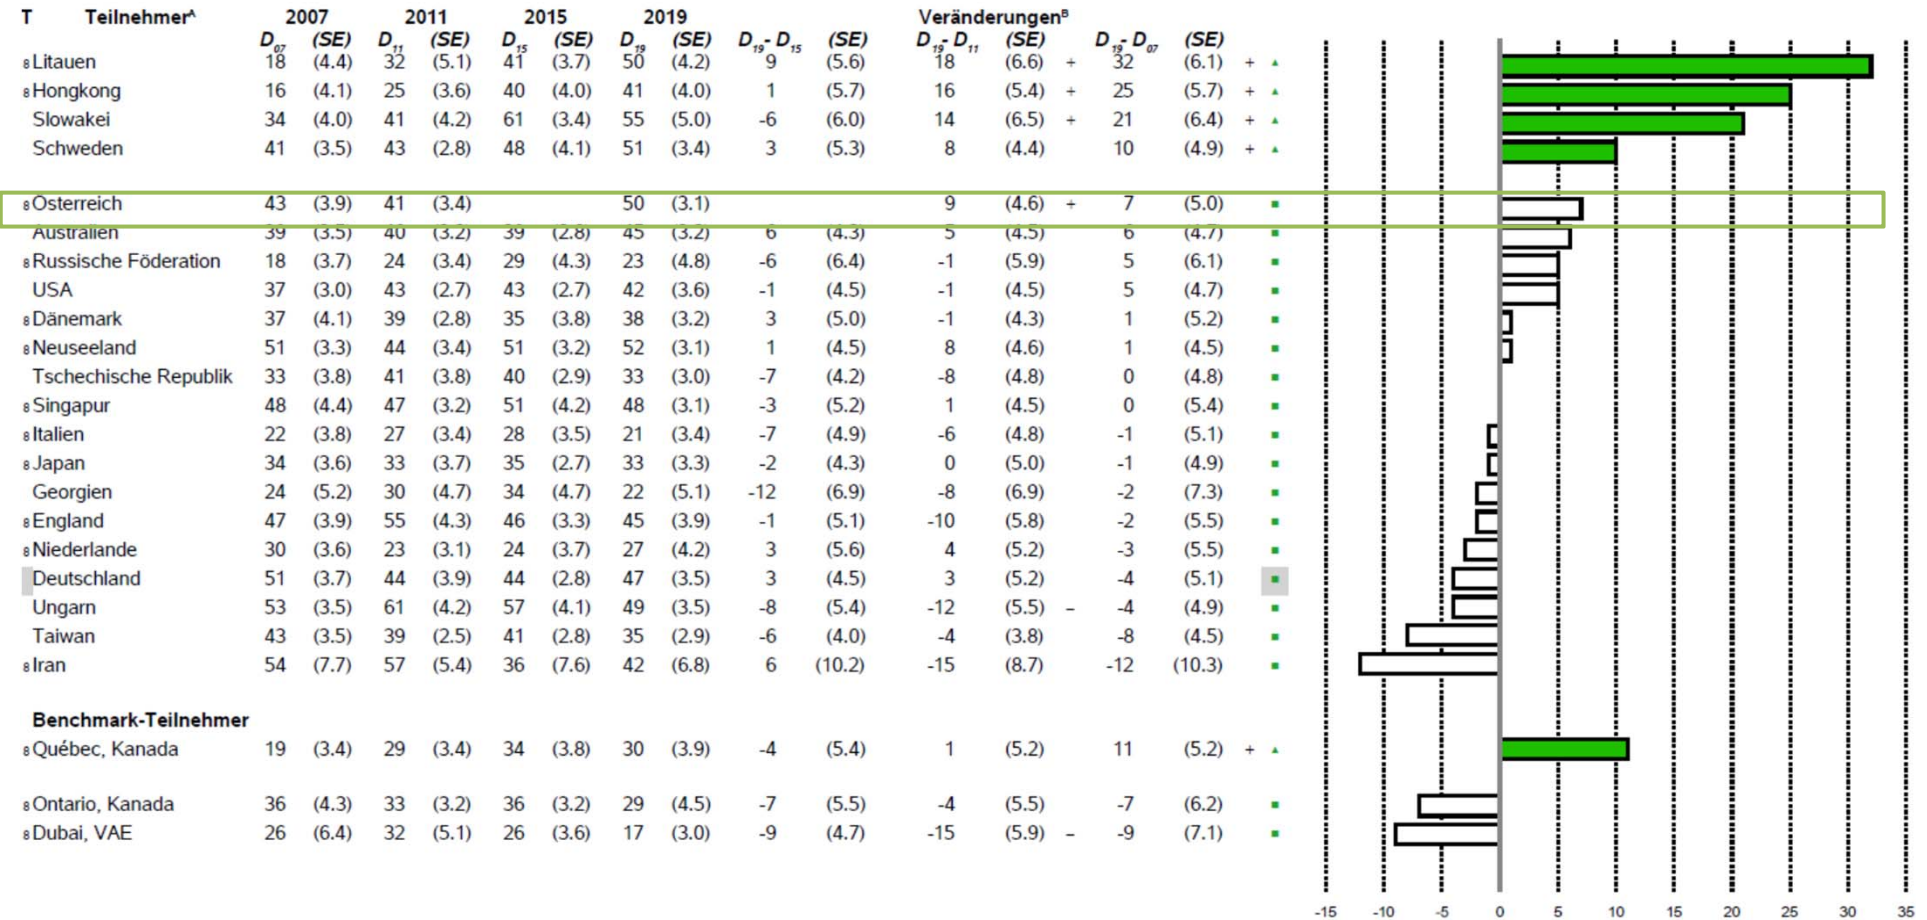 T Teilnehmerᴬ 2007 2011 2015 2019 Veränderungenᴮ
D₀₇ (SE) D₁₁ (SE) D₁₅ (SE) D₁₉ (SE) D₁₉- D₁₅ (SE) D₁₉- D₁₁ (SE) D₁₉- D₀₇ (SE)
8 Litauen 18 (4.4) 32 (5.1) 41 (3.7) 50 (4.2) 9 (5.6) 18 (6.6) + 32 (6.1) + ▲
8 Hongkong 16 (4.1) 25 (3.6) 40 (4.0) 41 (4.0) 1 (5.7) 16 (5.4) + 25 (5.7) + ▲
Slowakei 34 (4.0) 41 (4.2) 61 (3.4) 55 (5.0) -6 (6.0) 14 (6.5) + 21 (6.4) + ▲
Schweden 41 (3.5) 43 (2.8) 48 (4.1) 51 (3.4) 3 (5.3) 8 (4.4) 10 (4.9) + ▲
8 Österreich 43 (3.9) 41 (3.4) 50 (3.1) 9 (4.6) + 7 (5.0) ■
Australien 39 (3.5) 40 (3.2) 39 (2.8) 45 (3.2) 6 (4.3) 5 (4.5) 6 (4.7) ■
8 Russische Föderation 18 (3.7) 24 (3.4) 29 (4.3) 23 (4.8) -6 (6.4) -1 (5.9) 5 (6.1) ■
USA 37 (3.0) 43 (2.7) 43 (2.7) 42 (3.6) -1 (4.5) -1 (4.5) 5 (4.7) ■
8 Dänemark 37 (4.1) 39 (2.8) 35 (3.8) 38 (3.2) 3 (5.0) -1 (4.3) 1 (5.2) ■
8 Neuseeland 51 (3.3) 44 (3.4) 51 (3.2) 52 (3.1) 1 (4.5) 8 (4.6) 1 (4.5) ■
Tschechische Republik 33 (3.8) 41 (3.8) 40 (2.9) 33 (3.0) -7 (4.2) -8 (4.8) 0 (4.8) ■
8 Singapur 48 (4.4) 47 (3.2) 51 (4.2) 48 (3.1) -3 (5.2) 1 (4.5) 0 (5.4) ■
8 Italien 22 (3.8) 27 (3.4) 28 (3.5) 21 (3.4) -7 (4.9) -6 (4.8) -1 (5.1) ■
8 Japan 34 (3.6) 33 (3.7) 35 (2.7) 33 (3.3) -2 (4.3) 0 (5.0) -1 (4.9) ■
Georgien 24 (5.2) 30 (4.7) 34 (4.7) 22 (5.1) -12 (6.9) -8 (6.9) -2 (7.3) ■
8 England 47 (3.9) 55 (4.3) 46 (3.3) 45 (3.9) -1 (5.1) -10 (5.8) -2 (5.5) ■
8 Niederlande 30 (3.6) 23 (3.1) 24 (3.7) 27 (4.2) 3 (5.6) 4 (5.2) -3 (5.5) ■
Deutschland 51 (3.7) 44 (3.9) 44 (2.8) 47 (3.5) 3 (4.5) 3 (5.2) -4 (5.1) ■
Ungarn 53 (3.5) 61 (4.2) 57 (4.1) 49 (3.5) -8 (5.4) -12 (5.5) – -4 (4.9) ■
Taiwan 43 (3.5) 39 (2.5) 41 (2.8) 35 (2.9) -6 (4.0) -4 (3.8) -8 (4.5) ■
8 Iran 54 (7.7) 57 (5.4) 36 (7.6) 42 (6.8) 6 (10.2) -15 (8.7) -12 (10.3) ■
Benchmark-Teilnehmer
8 Québec, Kanada 19 (3.4) 29 (3.4) 34 (3.8) 30 (3.9) -4 (5.4) 1 (5.2) 11 (5.2) + ▲
8 Ontario, Kanada 36 (4.3) 33 (3.2) 36 (3.2) 29 (4.5) -7 (5.5) -4 (5.5) -7 (6.2) ■
8 Dubai, VAE 26 (6.4) 32 (5.1) 26 (3.6) 17 (3.0) -9 (4.7) -15 (5.9) – -9 (7.1) ■
-15 -10 -5 0 5 10 15 20 25 30 35